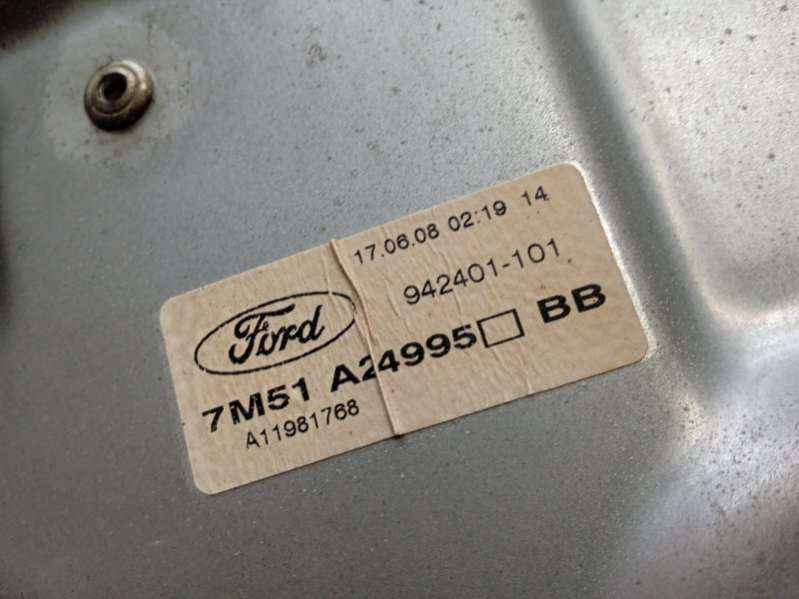 17.06.08 02:19 14
942401-101
Ford
7M51 A24995□ BB
A11981768